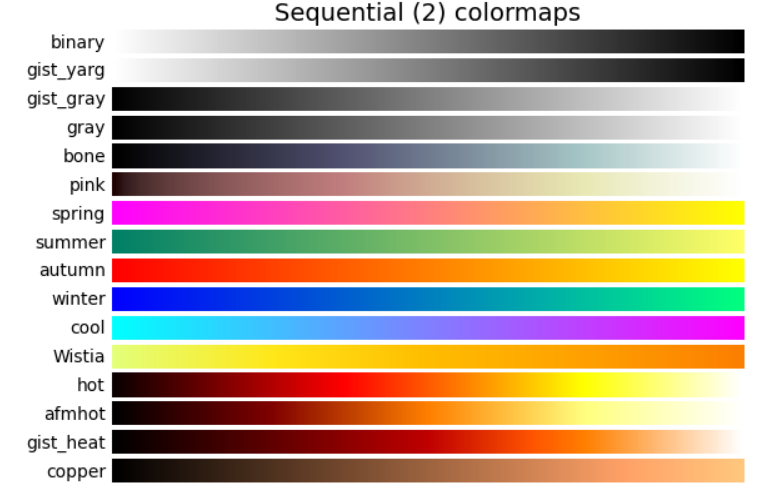 Sequential (2) colormaps
binary
gist_yarg
gist_gray
gray
bone
pink
spring
summer
autumn
winter
cool
Wistia
hot
afmhot
gist_heat
copper